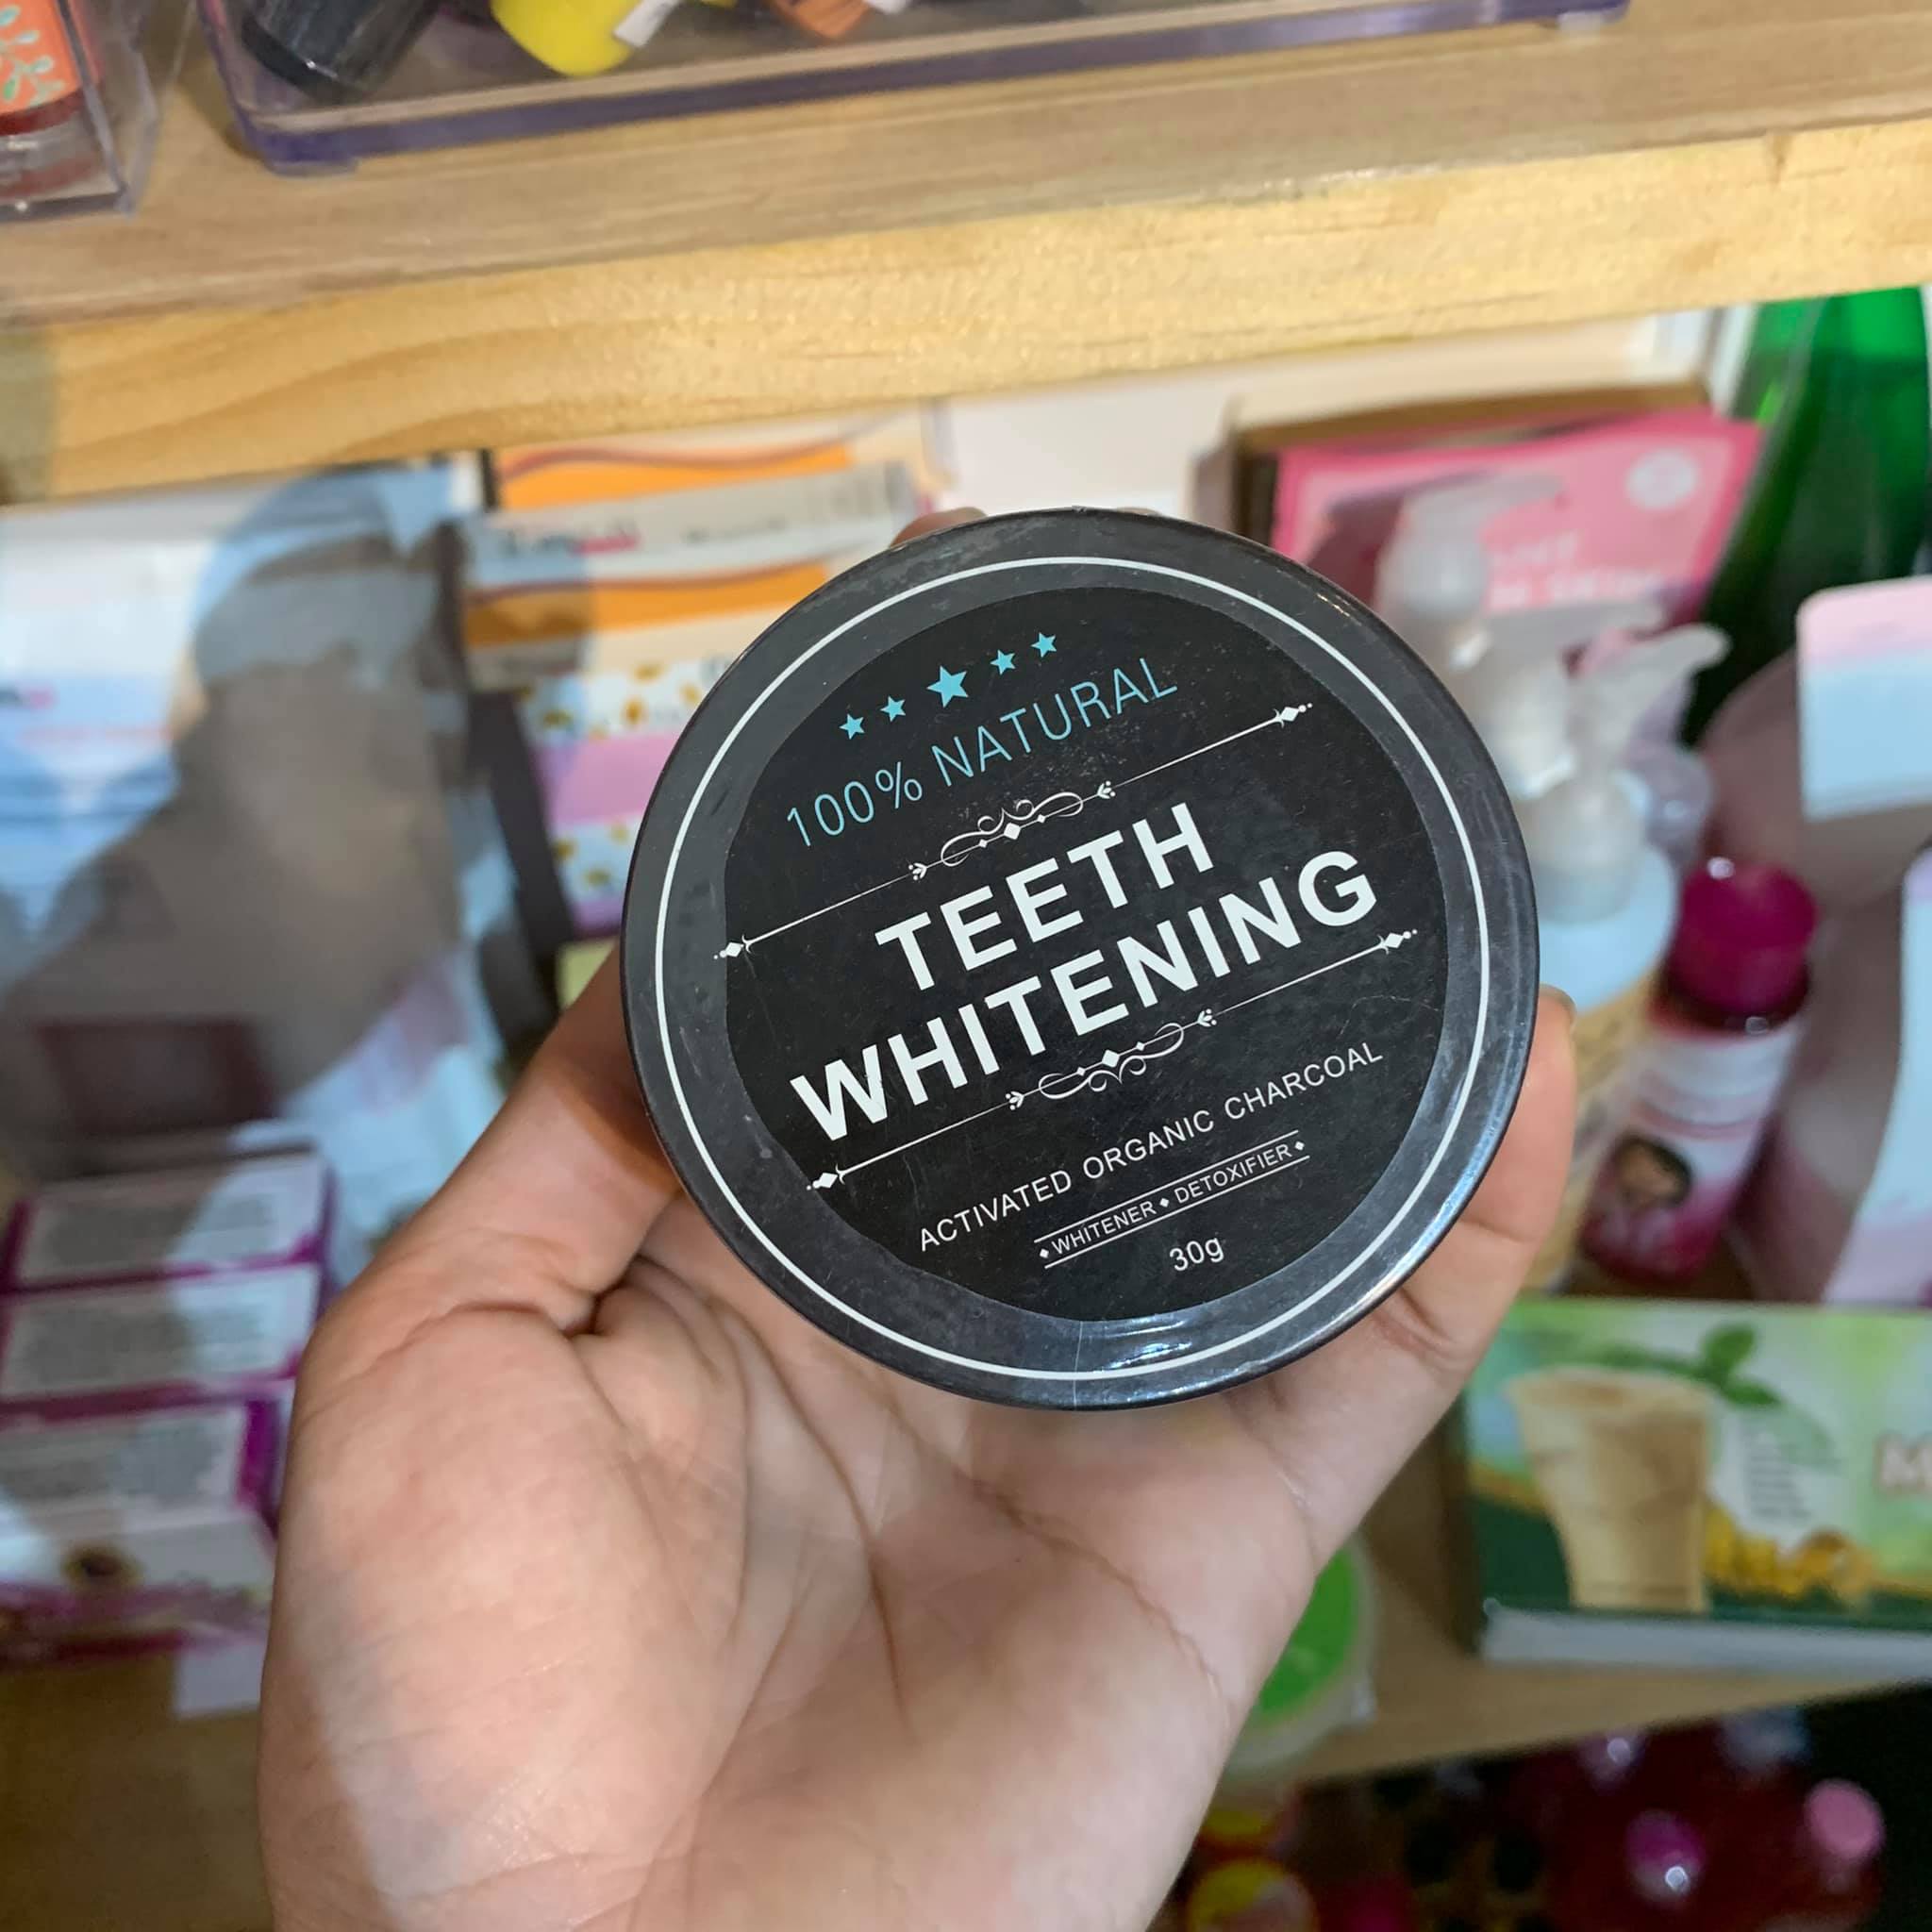 100% NATURAL
TEETH
WHITENING
ACTIVATED ORGANIC CHARCOAL
WHITENER DETOXIFIER
30g